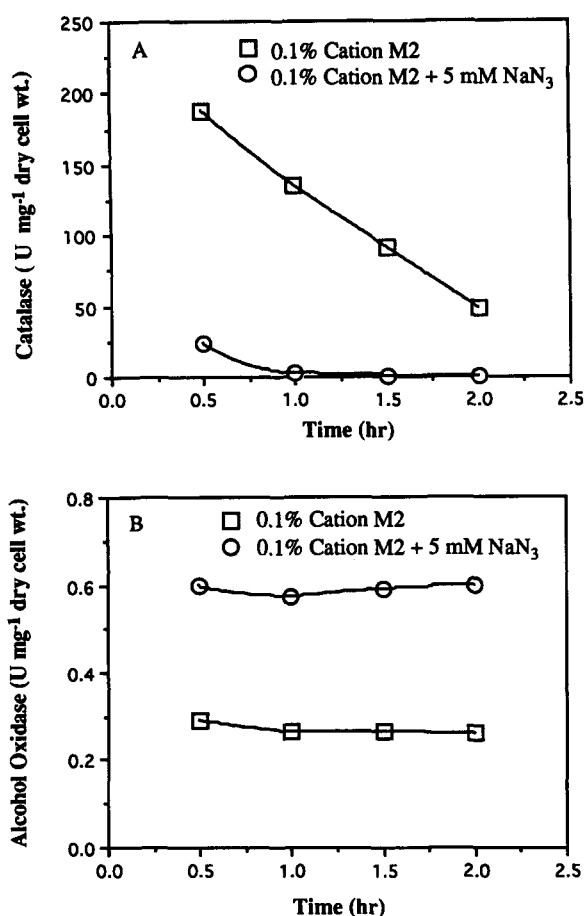 A
0.1% Cation M2
0.1% Cation M2 + 5 mM NaN3
250
200
150
100
50
0
Catalase ( U mg-1 dry cell wt.)
0.0 0.5 1.0 1.5 2.0 2.5
Time (hr)
B
0.1% Cation M2
0.1% Cation M2 + 5 mM NaN3
0.8
0.6
0.4
0.2
0.0
Alcohol Oxidase (U mg-1 dry cell wt.)
0.0 0.5 1.0 1.5 2.0 2.5
Time (hr)